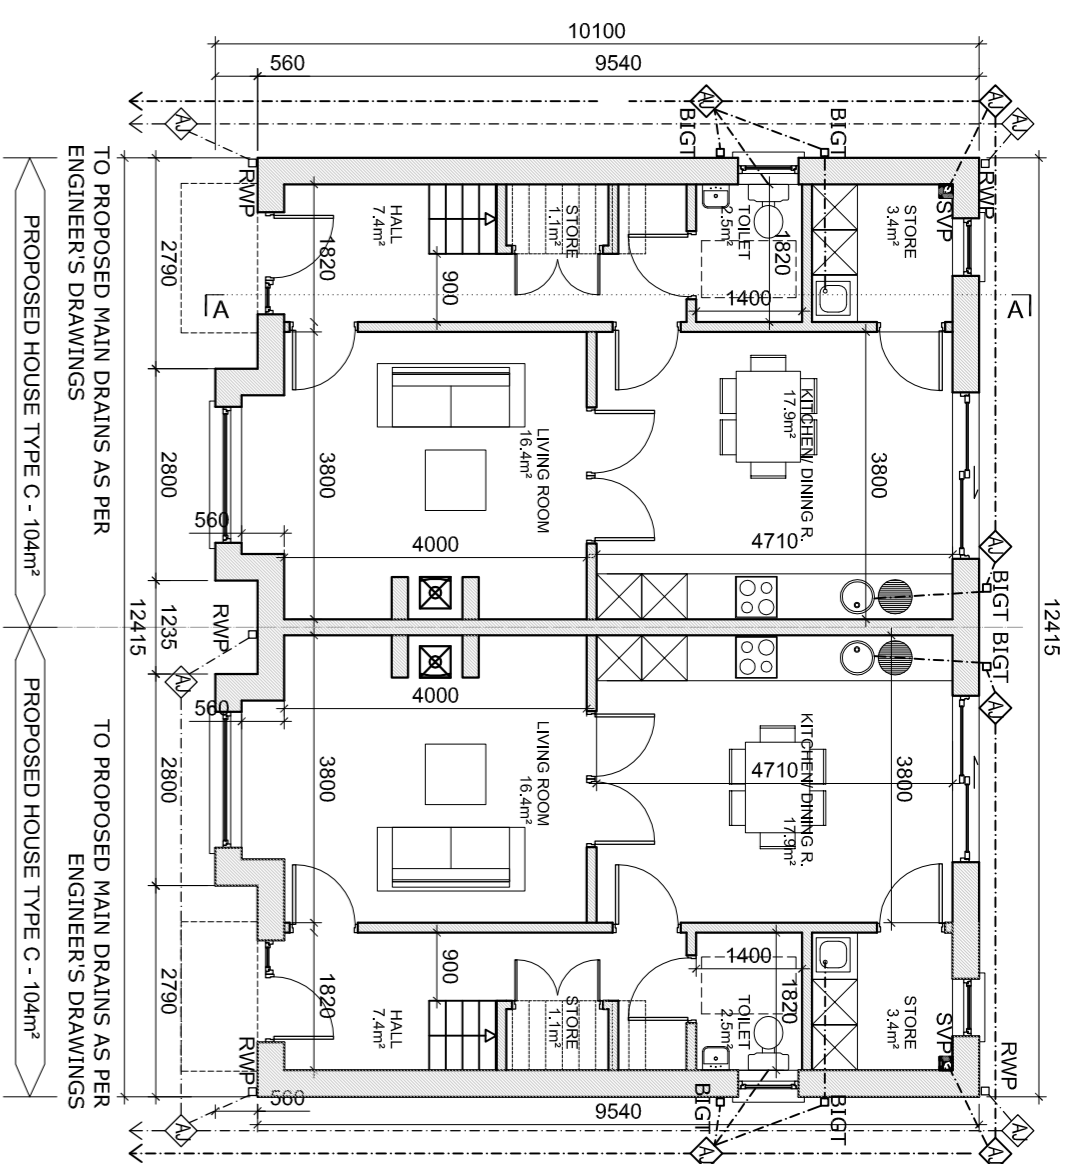 10100
560
9540
AJ
AJ
AJ
AJ
BIGT
BIGT
RWP
RWP
SVP
TO PROPOSED MAIN DRAINS AS PER
ENGINEER'S DRAWINGS
PROPOSED HOUSE TYPE C - 104m²
2790
HALL
7.4m²
STORE
1.1m²
TOILET
2.5m²
STORE
3.4m²
1820
1820
900
1400
A
A
2800
3800
LIVING ROOM
16.4m²
KITCHEN/ DINING R.
17.9m²
3800
560
4000
4710
AJ
BIGT
12415
1235
RWP
12415
BIGT
AJ
AJ
560
4000
2800
3800
LIVING ROOM
16.4m²
KITCHEN/ DINING R.
17.9m²
4710
3800
PROPOSED HOUSE TYPE C - 104m²
TO PROPOSED MAIN DRAINS AS PER
ENGINEER'S DRAWINGS
2790
1820
HALL
7.4m²
900
STORE
1.1m²
1400
TOILET
2.5m²
1820
STORE
3.4m²
SVP
RWP
RWP
BIGT
BIGT
560
9540
AJ
AJ
AJ
AJ